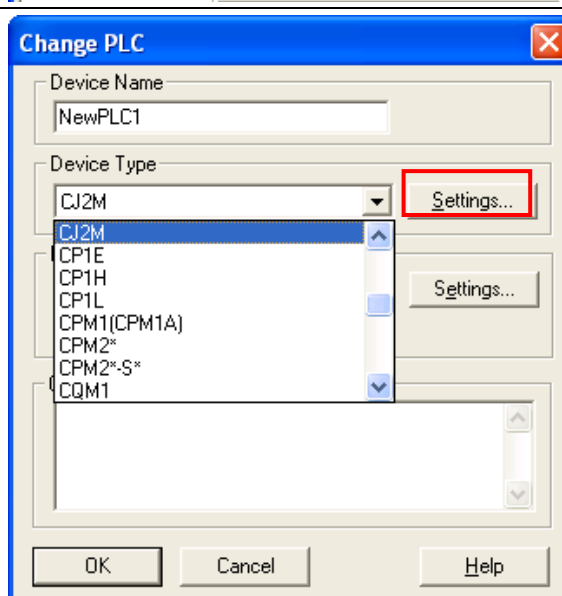 Change PLC
Device Name
NewPLC1
Device Type
CJ2M
Settings...
CJ2M
CP1E
CP1H
CP1L
Settings...
CPM1(CPM1A)
CPM2*
CPM2*-S*
CQM1
OK
Cancel
Help